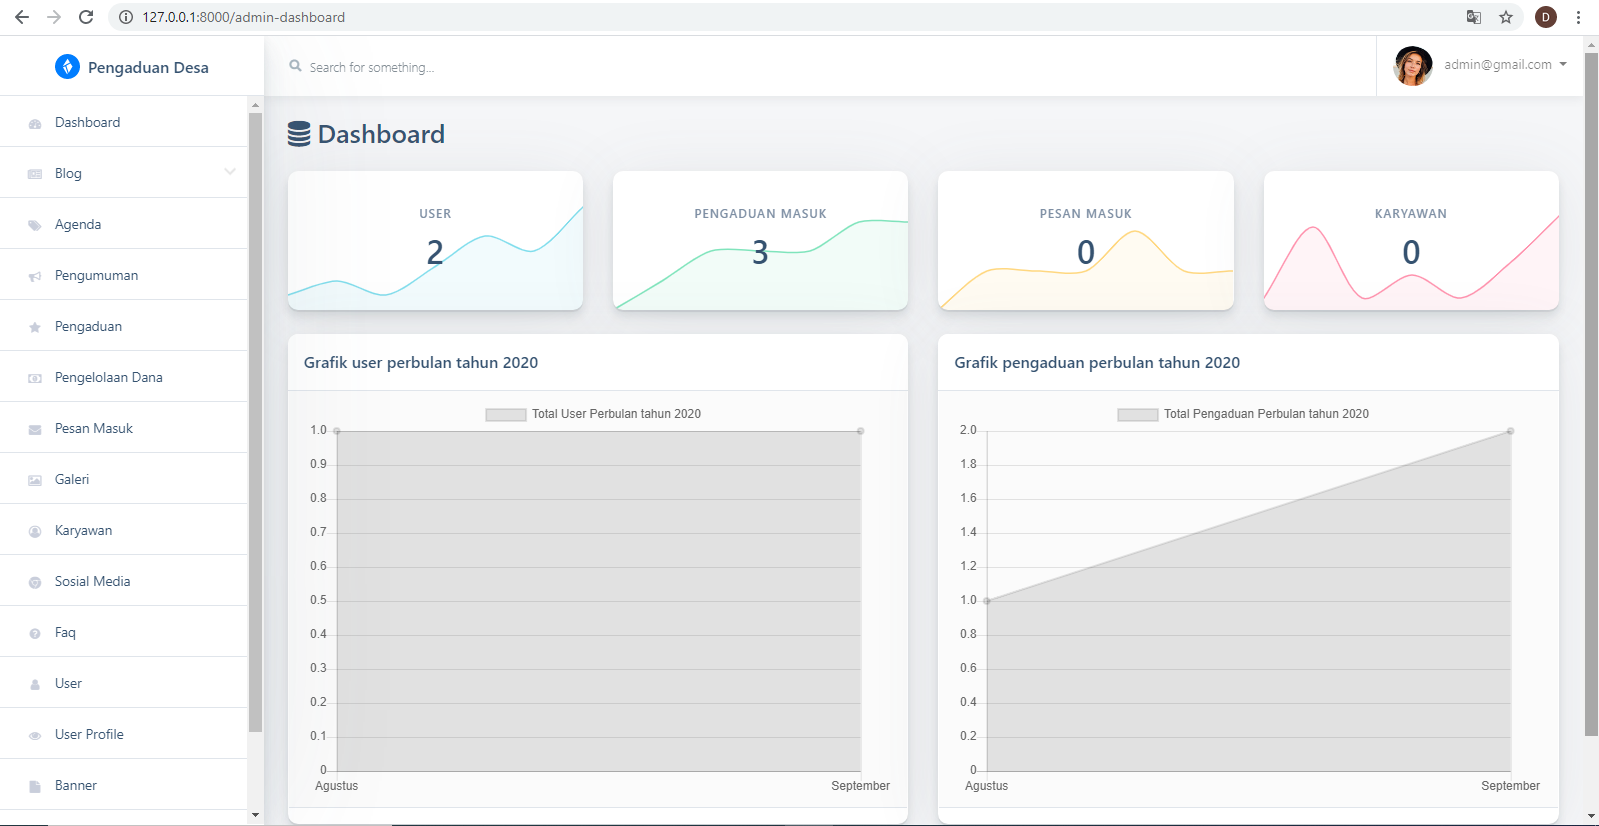 127.0.0.1:8000/admin-dashboard
D
Pengaduan Desa
Search for something...
admin@gmail.com
Dashboard
Blog
Agenda
Pengumuman
Pengaduan
Pengelolaan Dana
Pesan Masuk
Galeri
Karyawan
Sosial Media
Faq
User
User Profile
Banner
Dashboard
USER
2
PENGADUAN MASUK
3
PESAN MASUK
0
KARYAWAN
0
Grafik user perbulan tahun 2020
Total User Perbulan tahun 2020
1.0
0.9
0.8
0.7
0.6
0.5
0.4
0.3
0.2
0.1
0
Agustus
September
Grafik pengaduan perbulan tahun 2020
Total Pengaduan Perbulan tahun 2020
2.0
1.8
1.6
1.4
1.2
1.0
0.8
0.6
0.4
0.2
0
Agustus
September